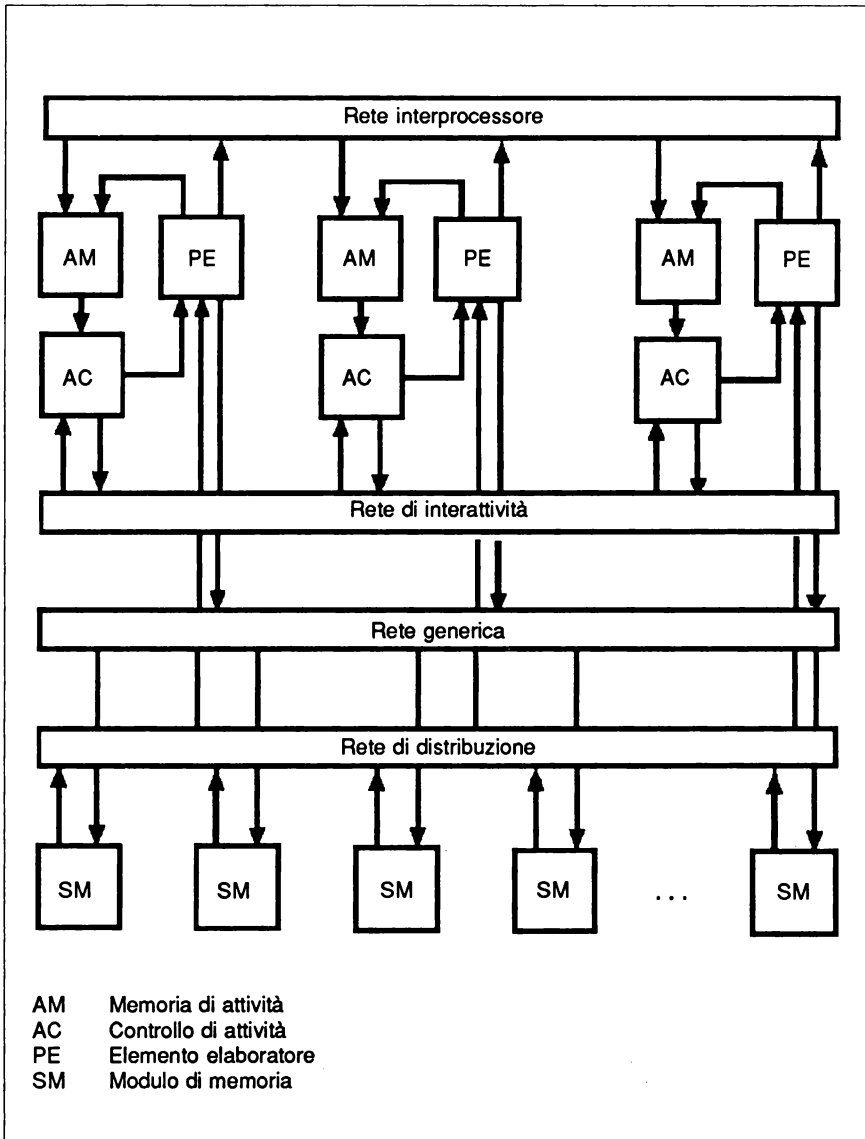 Rete interprocessore
AM PE AM PE AM PE
AC AC AC
Rete di interattività
Rete generica
Rete di distribuzione
SM SM SM SM ... SM
AM Memoria di attività
AC Controllo di attività
PE Elemento elaboratore
SM Modulo di memoria